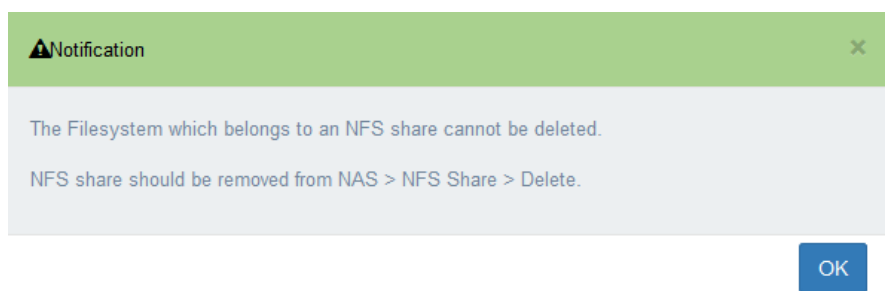 Notification
×
The Filesystem which belongs to an NFS share cannot be deleted.
NFS share should be removed from NAS > NFS Share > Delete.
OK